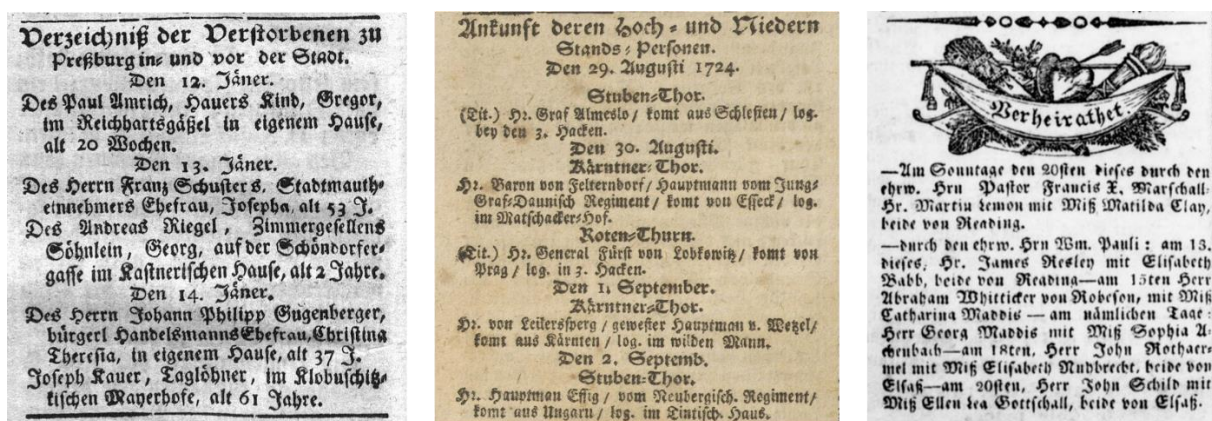 Verzeichniß der Verstorbenen zu
Preßburg in- und vor der Stadt.
Den 12. Jäner.
Des Paul Amrich, Hauers Kind, Gregor,
im Reichhartsgäßel in eigenem Hause,
alt 20 Wochen.
Den 13. Jäner.
Des Herrn Franz Schusters, Stadtmauth-
einnehmers Ehefrau, Josepha, alt 53 J.
Des Andreas Riegel, Zimmergesellens
Söhnlein, Georg, auf der Schöndorfer-
gasse im Kastnerischen Hause, alt 2 Jahre.
Den 14. Jäner.
Des Herrn Johann Philipp Gugenberger,
bürgerl Handelsmanns Ehefrau, Christina
Theresia, in eigenem Hause, alt 37 J.
Joseph Kauer, Taglöhner, im Klobuschitz-
kischen Mayerhofe, alt 61 Jahre.
Ankunft deren Hoch- und Niedern
Stands-Personen.
Den 29. Augusti 1724.
Stuben-Thor.
(Tit.) Hr. Graf Almeslo / komt aus Schlesien / log.
bey den 3. Hacken.
Den 30. Augusti.
Kärntner-Thor.
Hr. Baron von Felterndorf / Hauptmann vom Jung-
Graf-Daunisch Regiment / komt von Esseck / log.
im Matschacker-Hof.
Roten-Thurn.
(Tit.) Hr. General Fürst von Lobkowitz / komt von
Prag / log. in 3. Hacken.
Den 1. September.
Kärntner-Thor.
Hr. von Leilersperg / gewester Hauptman v. Wetzel /
komt aus Kärnten / log. im wilden Mann.
Den 2. Septemb.
Stuben-Thor.
Hr. Hauptman Effig / vom Neubergisch. Regiment /
komt aus Ungarn / log. im Tintisch. Haus.
Verheirathet.
—Am Sonntage den 20sten dieses durch den
ehrw. Hrn Pastor Francis X. Marschall
Hr. Martin Lemon mit Miß Matilda Clay,
beide von Reading.
—durch den ehrw. Hrn Wm. Pauli: am 13.
dieses, Hr. James Resley mit Elisabeth
Babb, beide von Reading—am 15ten Herr
Abraham Whitticker von Robeson, mit Miß
Catharina Maddis — am nämlichen Tage:
Herr Georg Maddis mit Miß Sophia A-
chenbach—am 18ten, Herr John Rothaer-
mel mit Miß Elisabeth Nudbrecht, beide von
Elsaß—am 20sten, Herr John Schild mit
Miß Ellen Lea Gottschall, beide von Elsaß.